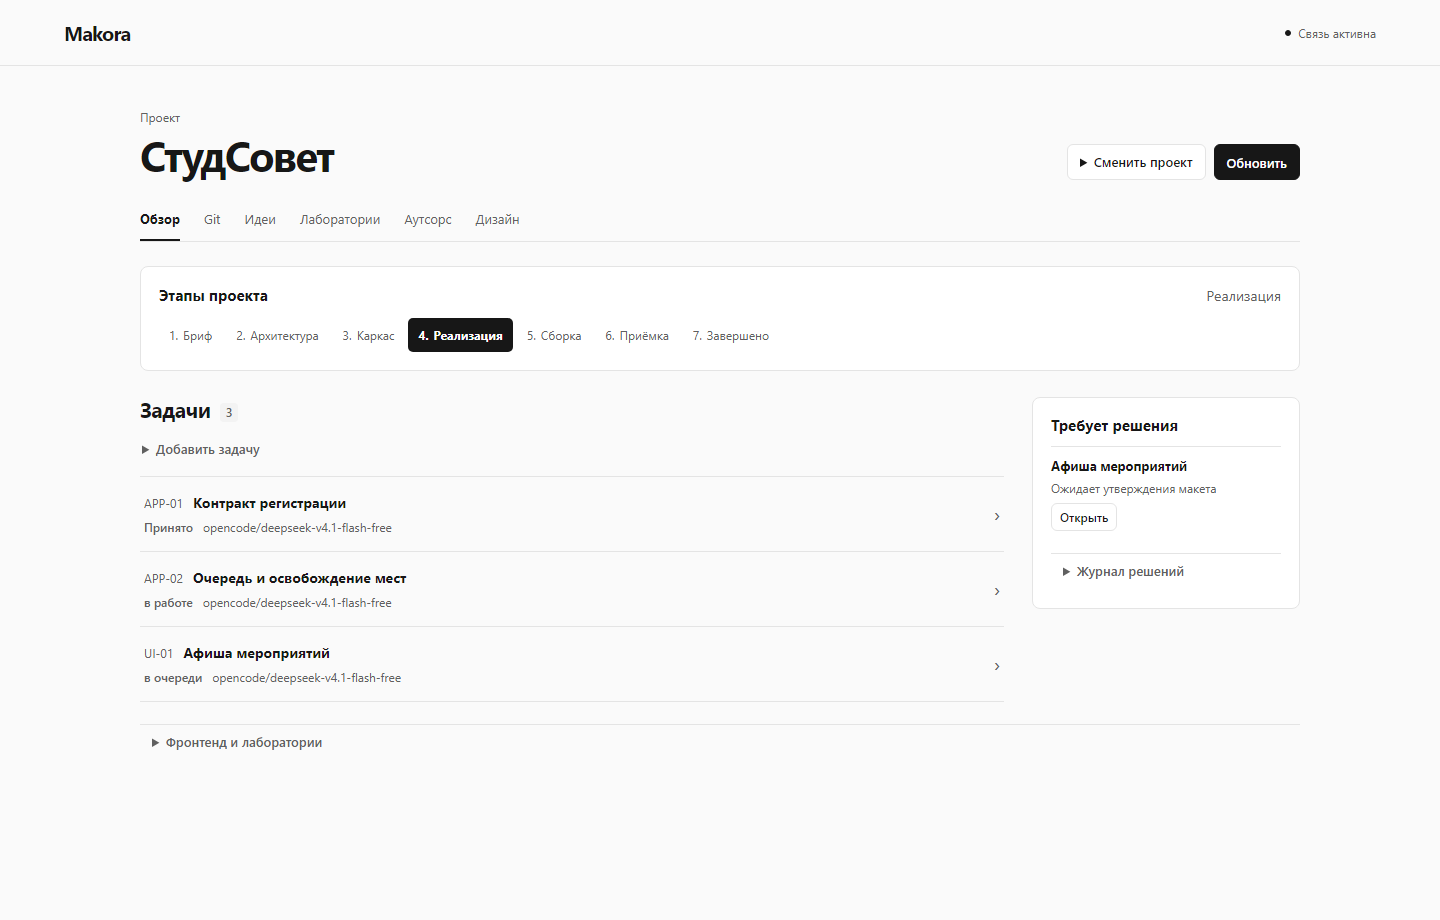 Makora
Связь активна
Проект
СтудСовет
Сменить проект
Обновить
Обзор Git Идеи Лаборатории Аутсорс Дизайн
Этапы проекта
Реализация
1. Бриф 2. Архитектура 3. Каркас 4. Реализация 5. Сборка 6. Приёмка 7. Завершено
Задачи 3
Добавить задачу
APP-01 Контракт регистрации
Принято opencode/deepseek-v4.1-flash-free
APP-02 Очередь и освобождение мест
в работе opencode/deepseek-v4.1-flash-free
UI-01 Афиша мероприятий
в очереди opencode/deepseek-v4.1-flash-free
Требует решения
Афиша мероприятий
Ожидает утверждения макета
Открыть
Журнал решений
Фронтенд и лаборатории